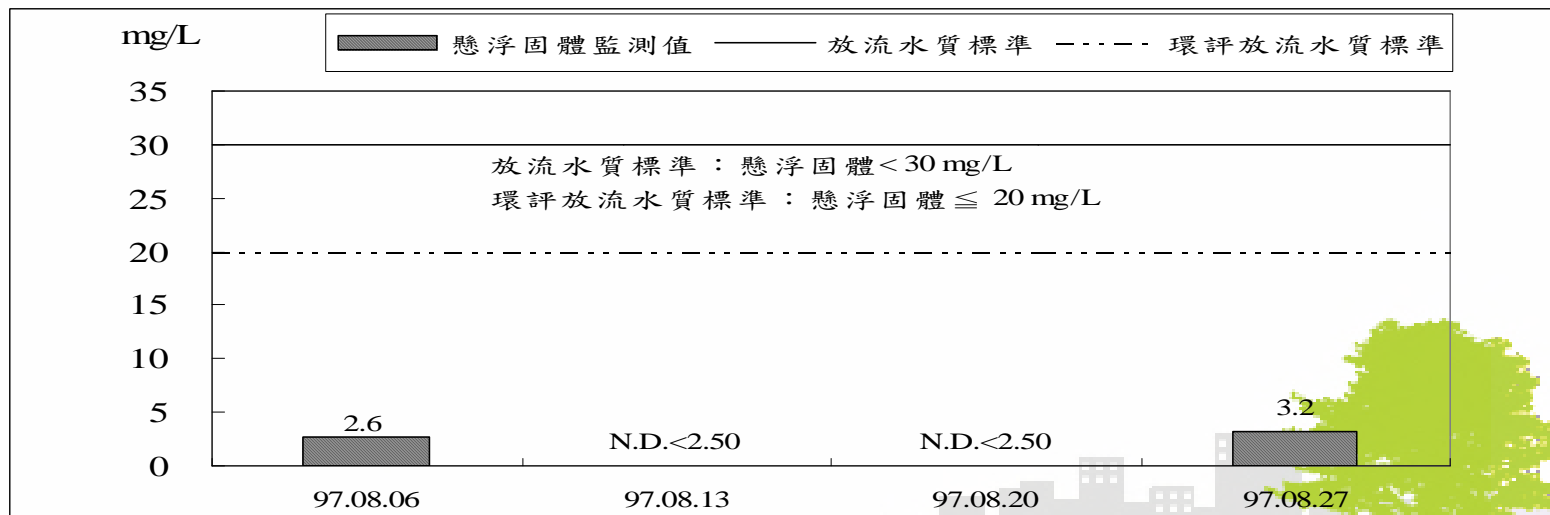 mg/L
懸浮固體監測值 放流水質標準 環評放流水質標準
35
30
放流水質標準：懸浮固體<30 mg/L
25
環評放流水質標準：懸浮固體≦ 20 mg/L
20
15
10
5
2.6 N.D.<2.50 N.D.<2.50 3.2
0
97.08.06 97.08.13 97.08.20 97.08.27